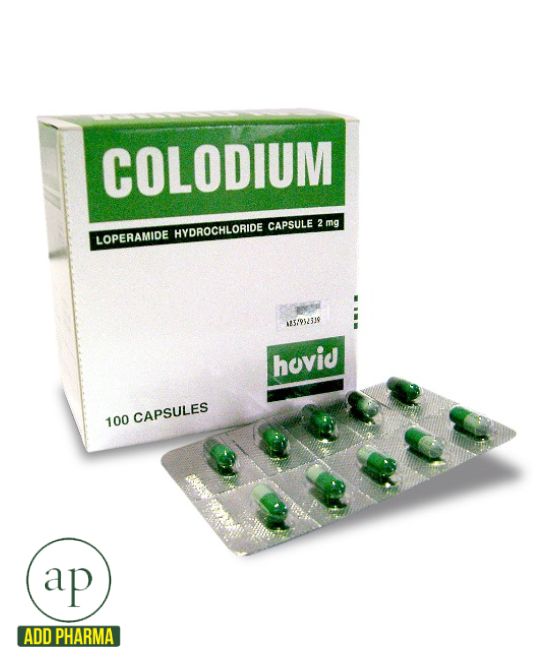 COLODIUM
LOPERAMIDE HYDROCHLORIDE CAPSULE 2 mg
hovid
100 CAPSULES
ap
ADD PHARMA